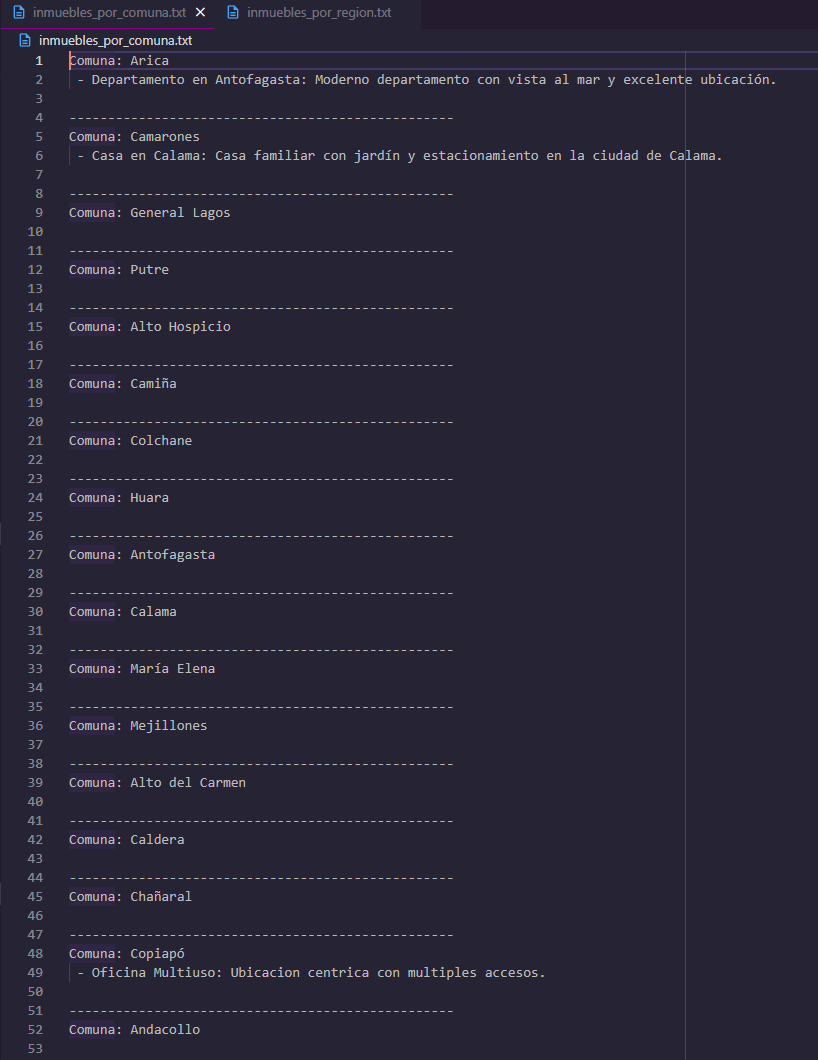 inmuebles_por_comuna.txt × inmuebles_por_region.txt
inmuebles_por_comuna.txt
1 Comuna: Arica
2 - Departamento en Antofagasta: Moderno departamento con vista al mar y excelente ubicación.
3
4 --------------------------------------------------
5 Comuna: Camarones
6 - Casa en Calama: Casa familiar con jardín y estacionamiento en la ciudad de Calama.
7
8 --------------------------------------------------
9 Comuna: General Lagos
10
11 --------------------------------------------------
12 Comuna: Putre
13
14 --------------------------------------------------
15 Comuna: Alto Hospicio
16
17 --------------------------------------------------
18 Comuna: Camiña
19
20 --------------------------------------------------
21 Comuna: Colchane
22
23 --------------------------------------------------
24 Comuna: Huara
25
26 --------------------------------------------------
27 Comuna: Antofagasta
28
29 --------------------------------------------------
30 Comuna: Calama
31
32 --------------------------------------------------
33 Comuna: María Elena
34
35 --------------------------------------------------
36 Comuna: Mejillones
37
38 --------------------------------------------------
39 Comuna: Alto del Carmen
40
41 --------------------------------------------------
42 Comuna: Caldera
43
44 --------------------------------------------------
45 Comuna: Chañaral
46
47 --------------------------------------------------
48 Comuna: Copiapó
49 - Oficina Multiuso: Ubicacion centrica con multiples accesos.
50
51 --------------------------------------------------
52 Comuna: Andacollo
53